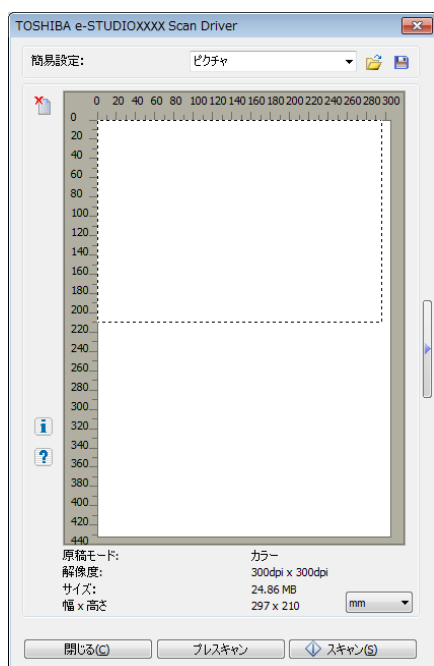 TOSHIBA e-STUDIOXXXX Scan Driver
簡易設定: ピクチャ
0 20 40 60 80 100 120 140 160 180 200 220 240 260 280 300
0
20
40
60
80
100
120
140
160
180
200
220
240
260
280
300
320
340
360
380
400
420
440
原稿モード: カラー
解像度: 300dpi x 300dpi
サイズ: 24.86 MB
幅 x 高さ 297 x 210 mm
閉じる(C) プレスキャン スキャン(S)